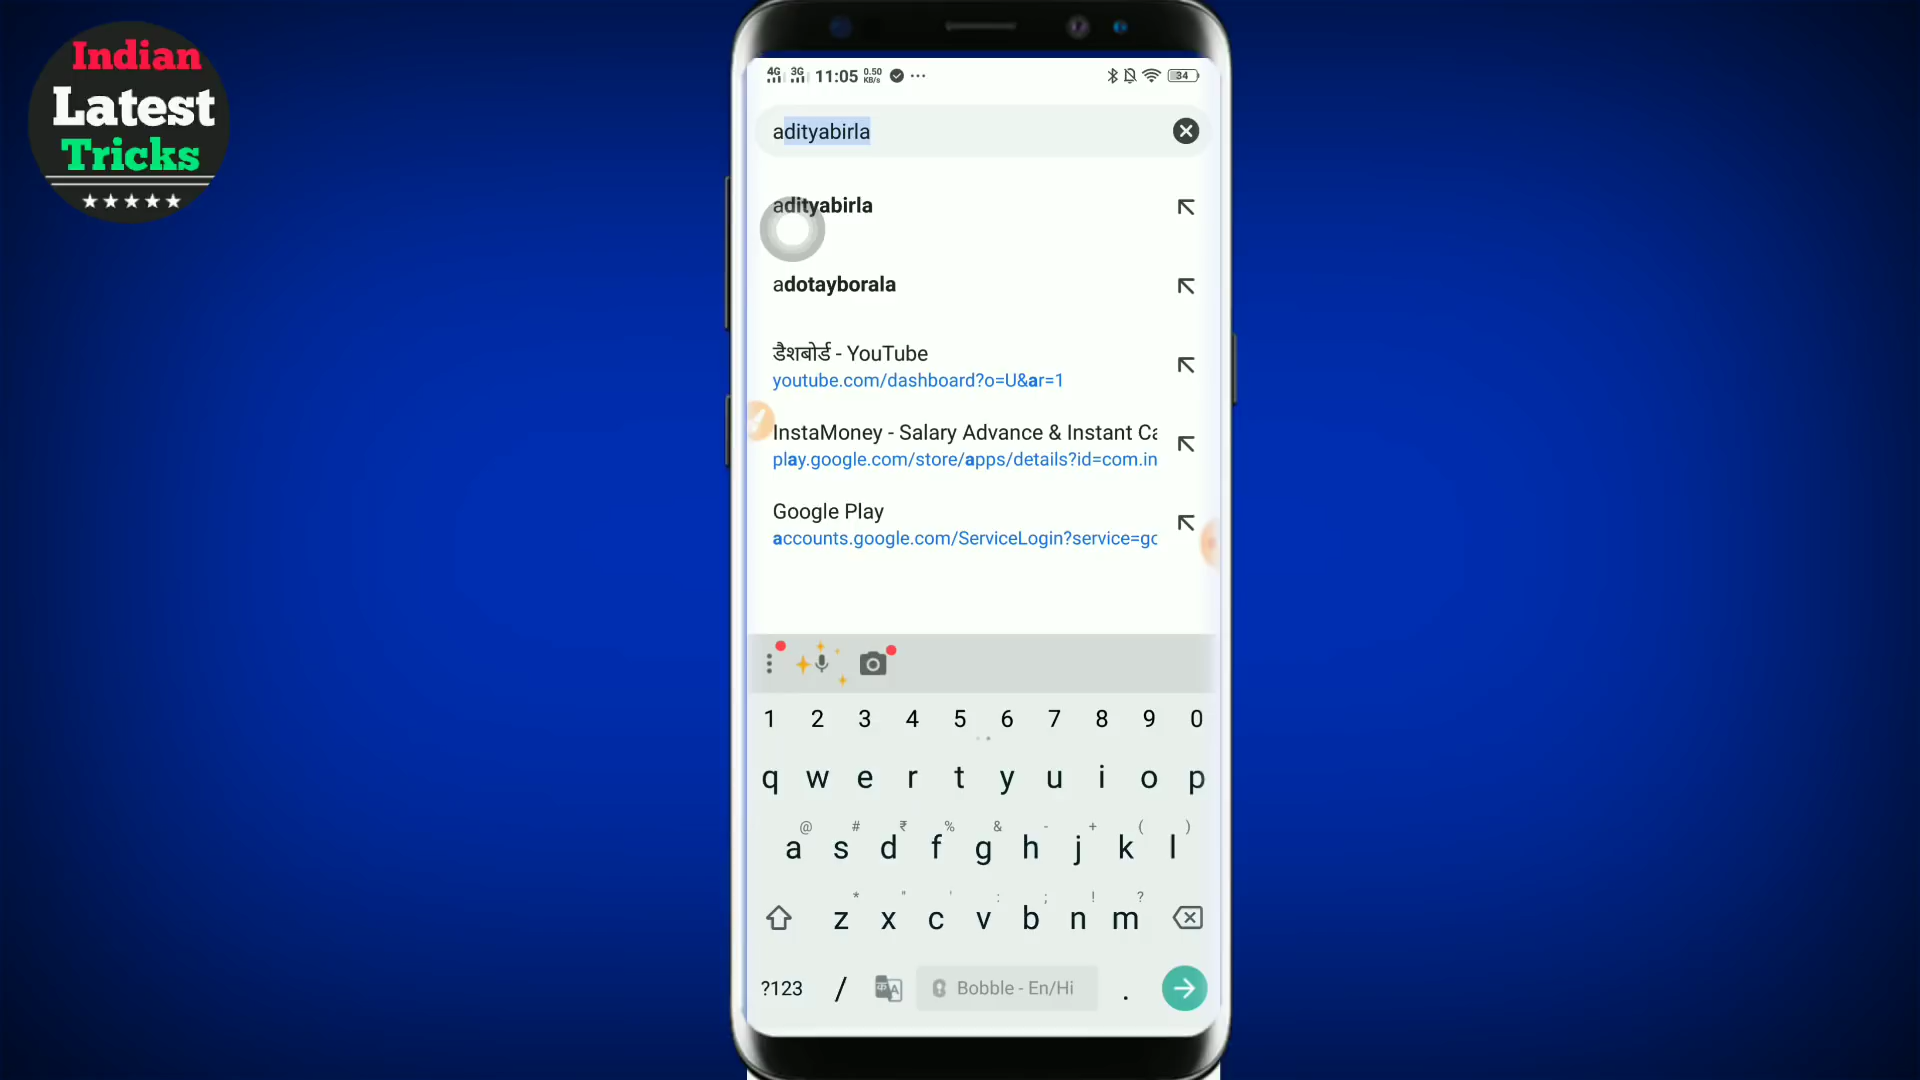 Indian
Latest
Tricks
4G 3G 11:05 0.50 KB/s ... 34
adityabirla
adityabirla
adotayborala
डैशबोर्ड - YouTube
youtube.com/dashboard?o=U&ar=1
InstaMoney - Salary Advance & Instant Ca
play.google.com/store/apps/details?id=com.in
Google Play
accounts.google.com/ServiceLogin?service=go
1 2 3 4 5 6 7 8 9 0
q w e r t y u i o p
@ # ₹ % & - + ( )
a s d f g h j k l
* " ' : ; ! ?
z x c v b n m
?123 / क A Bobble - En/Hi .